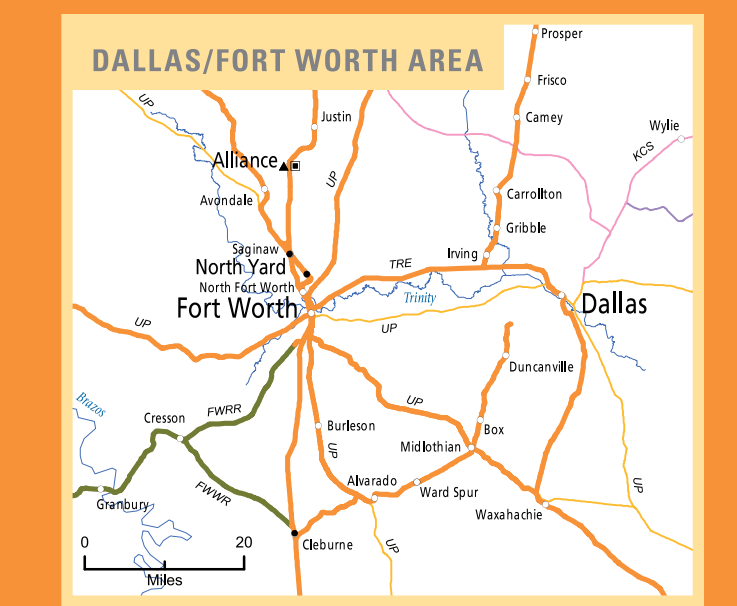 DALLAS/FORT WORTH AREA
Prosper
Frisco
UP
Justin
Camey
Wylie
KCS
Alliance
UP
Avondale
Carrollton
Gribble
Saginaw
Irving
North Yard
TRE
North Fort Worth
Trinity
Fort Worth
Dallas
UP
UP
Duncanville
Brazos
UP
FWRR
Cresson
Burleson
Box
UP
Midlothian
Alvarado
UP
FWWR
Ward Spur
Granbury
Waxahachie
0
20
Cleburne
UP
Miles